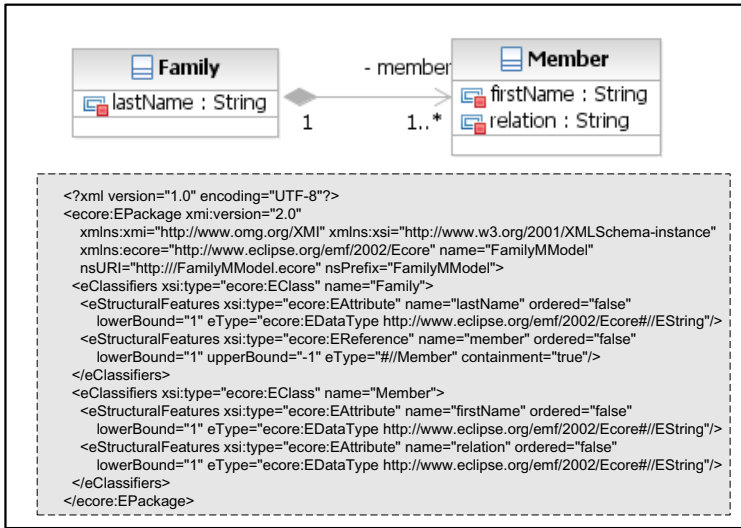 Family
lastName : String
- member
1
1..*
Member
firstName : String
relation : String
<?xml version="1.0" encoding="UTF-8"?>
<ecore:EPackage xmi:version="2.0"
xmlns:xmi="http://www.omg.org/XMI" xmlns:xsi="http://www.w3.org/2001/XMLSchema-instance"
xmlns:ecore="http://www.eclipse.org/emf/2002/Ecore" name="FamilyMModel"
nsURI="http:///FamilyMModel.ecore" nsPrefix="FamilyMModel">
<eClassifiers xsi:type="ecore:EClass" name="Family">
<eStructuralFeatures xsi:type="ecore:EAttribute" name="lastName" ordered="false"
lowerBound="1" eType="ecore:EDataType http://www.eclipse.org/emf/2002/Ecore#//EString"/>
<eStructuralFeatures xsi:type="ecore:EReference" name="member" ordered="false"
lowerBound="1" upperBound="-1" eType="#//Member" containment="true"/>
</eClassifiers>
<eClassifiers xsi:type="ecore:EClass" name="Member">
<eStructuralFeatures xsi:type="ecore:EAttribute" name="firstName" ordered="false"
lowerBound="1" eType="ecore:EDataType http://www.eclipse.org/emf/2002/Ecore#//EString"/>
<eStructuralFeatures xsi:type="ecore:EAttribute" name="relation" ordered="false"
lowerBound="1" eType="ecore:EDataType http://www.eclipse.org/emf/2002/Ecore#//EString"/>
</eClassifiers>
</ecore:EPackage>